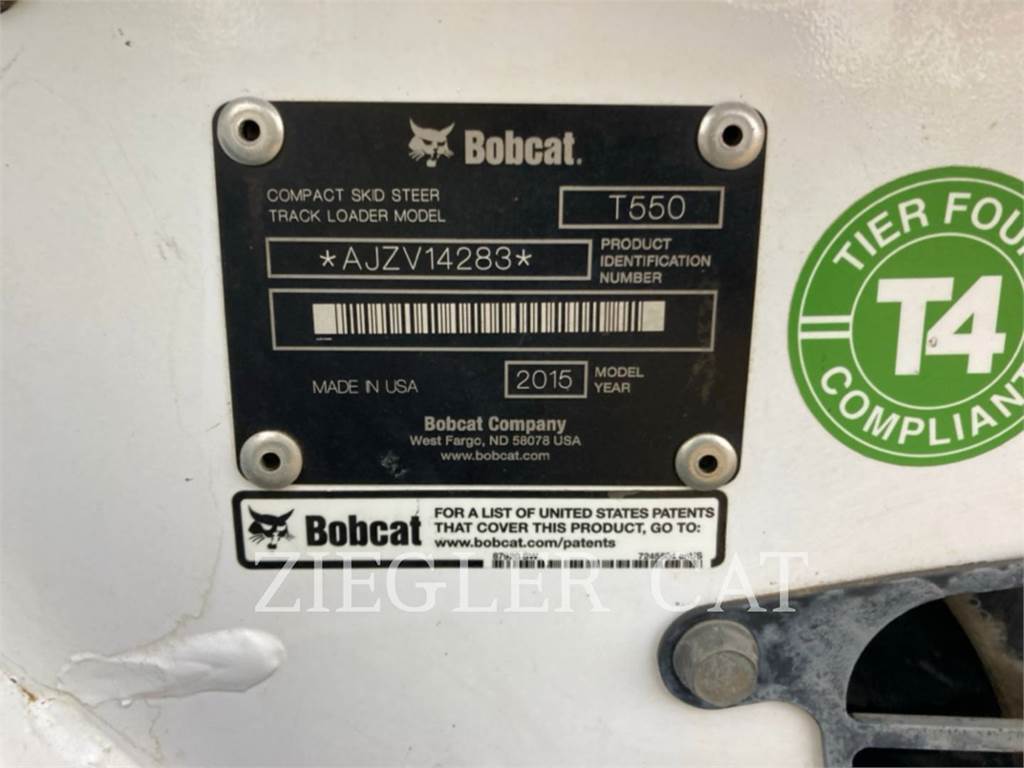 Bobcat.
COMPACT SKID STEER
TRACK LOADER MODEL
T550
*AJZV14283*
PRODUCT
IDENTIFICATION
NUMBER
MADE IN USA
2015
MODEL
YEAR
Bobcat Company
West Fargo, ND 58078 USA
www.bobcat.com
TIER FOUR
T4
COMPLIANT
Bobcat
FOR A LIST OF UNITED STATES PATENTS
THAT COVER THIS PRODUCT, GO TO:
www.bobcat.com/patents
ZIEGLER CAT